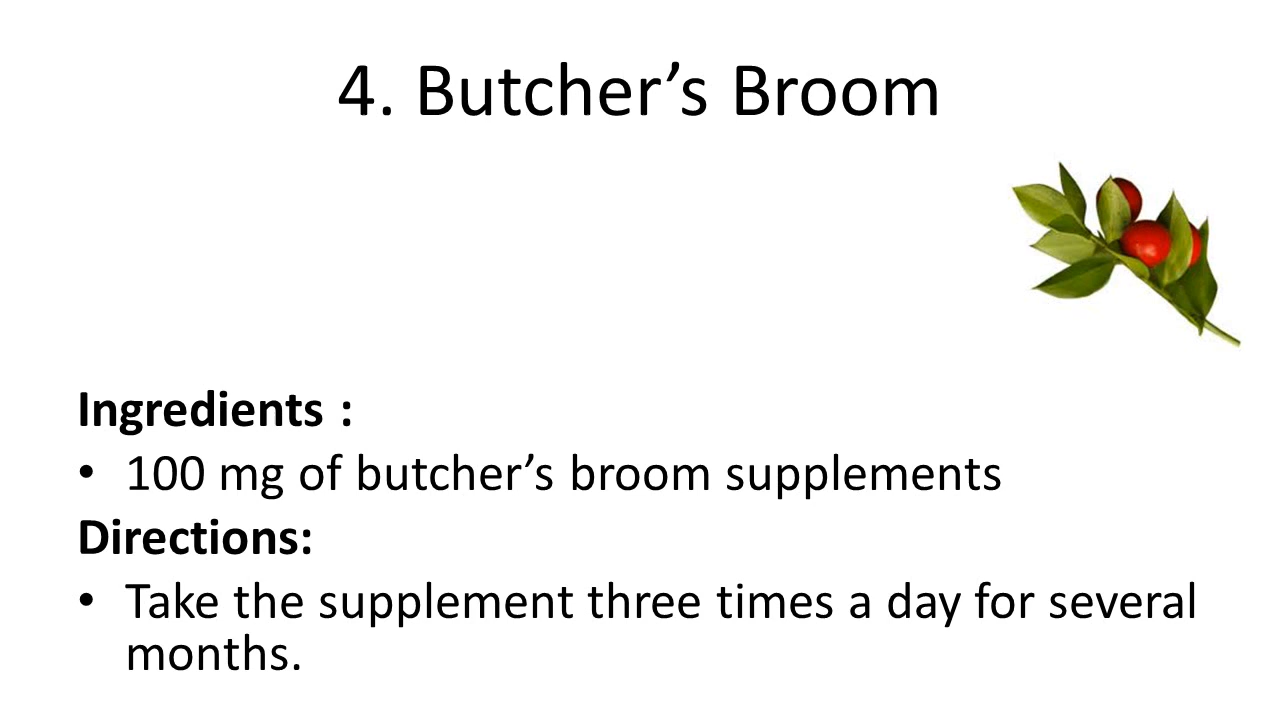 4. Butcher’s Broom
Ingredients :
• 100 mg of butcher’s broom supplements
Directions:
• Take the supplement three times a day for several
months.